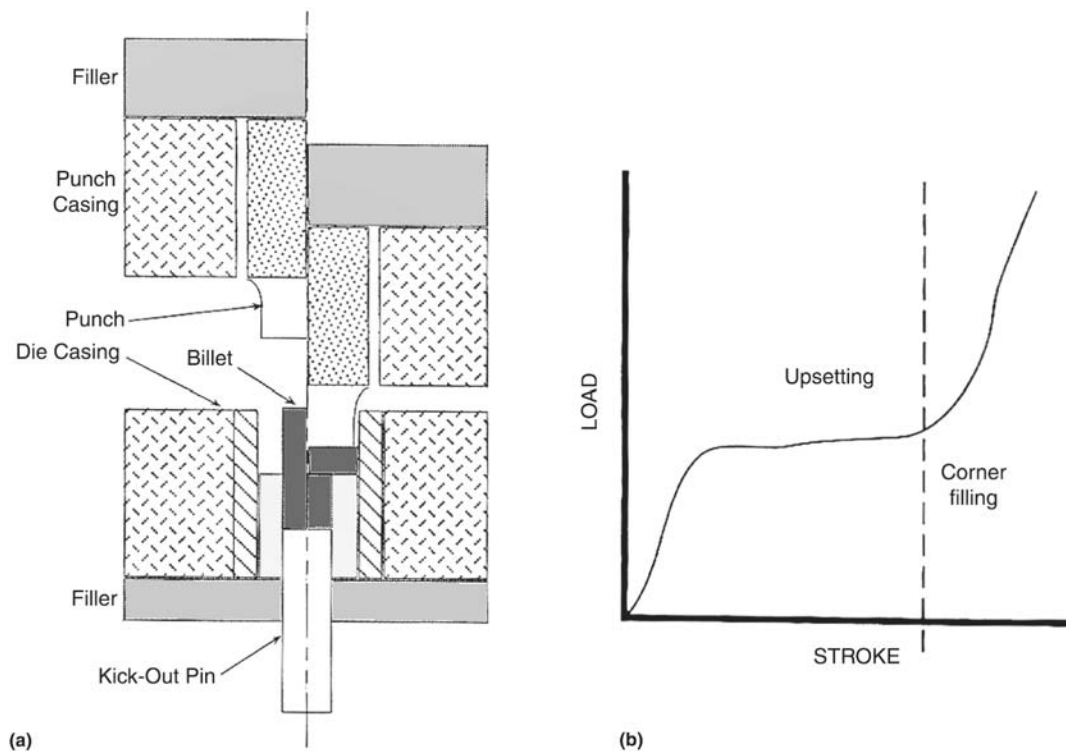 Filler
Punch
Casing
Punch
Die Casing
Billet
Filler
Kick-Out Pin
(a)
LOAD
Upsetting
Corner
filling
STROKE
(b)